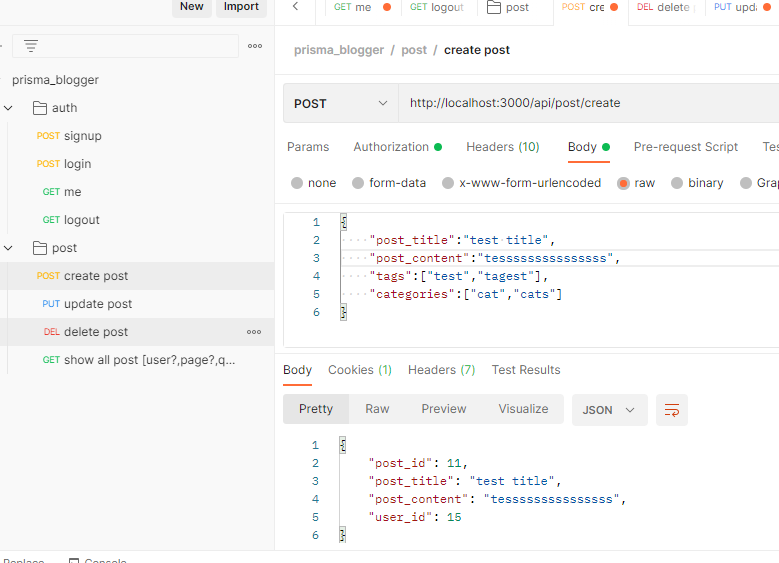 New Import
GET me GET logout post POST cre DEL delete PUT upda
prisma_blogger / post / create post
prisma_blogger
auth
POST signup
POST login
GET me
GET logout
post
POST create post
PUT update post
DEL delete post
GET show all post [user?,page?,q...
POST http://localhost:3000/api/post/create
Params Authorization Headers (10) Body Pre-request Script Tes
none form-data x-www-form-urlencoded raw binary Gra
1 {
2 "post_title":"test title",
3 "post_content":"tessssssssssssssss",
4 "tags":["test","tagest"],
5 "categories":["cat","cats"]
6 }
Body Cookies (1) Headers (7) Test Results
Pretty Raw Preview Visualize JSON
1 {
2 "post_id": 11,
3 "post_title": "test title",
4 "post_content": "tessssssssssssssss",
5 "user_id": 15
6 }
Replace Console